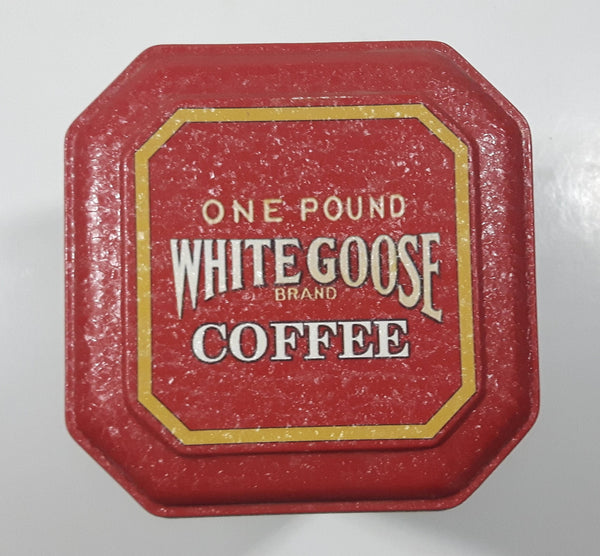 ONE POUND
WHITE GOOSE
BRAND
COFFEE